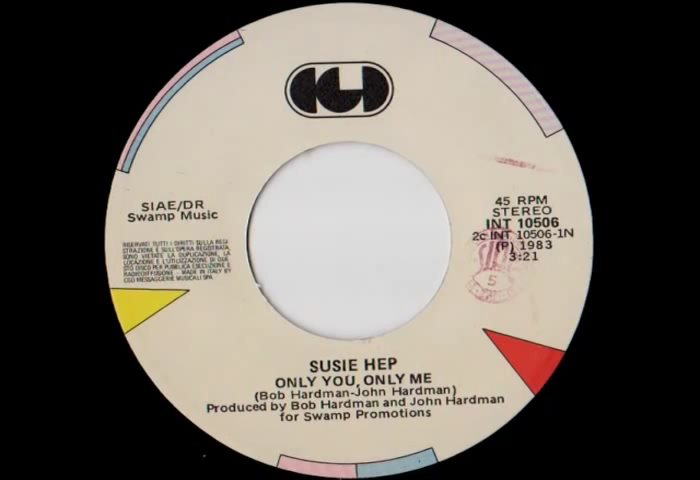 CGD
SIAE/DR
Swamp Music
RISERVATI TUTTI I DIRITTI SULLA REGI
STRAZIONE E SULL'OPERA REGISTRATA.
SONO VIETATE LA DUPLICAZIONE, LA
LOCAZIONE E L'UTILIZZAZIONE DI QUE
STO DISCO PER PUBBLICA ESECUZIONE E
RADIODIFFUSIONE MADE IN ITALY BY
CGD MESSAGGERIE MUSICALI SPA
45 RPM
STEREO
INT 10506
2c INT 10506-1N
(P) 1983
3:21
5
SUSIE HEP
ONLY YOU, ONLY ME
(Bob Hardman-John Hardman)
Produced by Bob Hardman and John Hardman
for Swamp Promotions